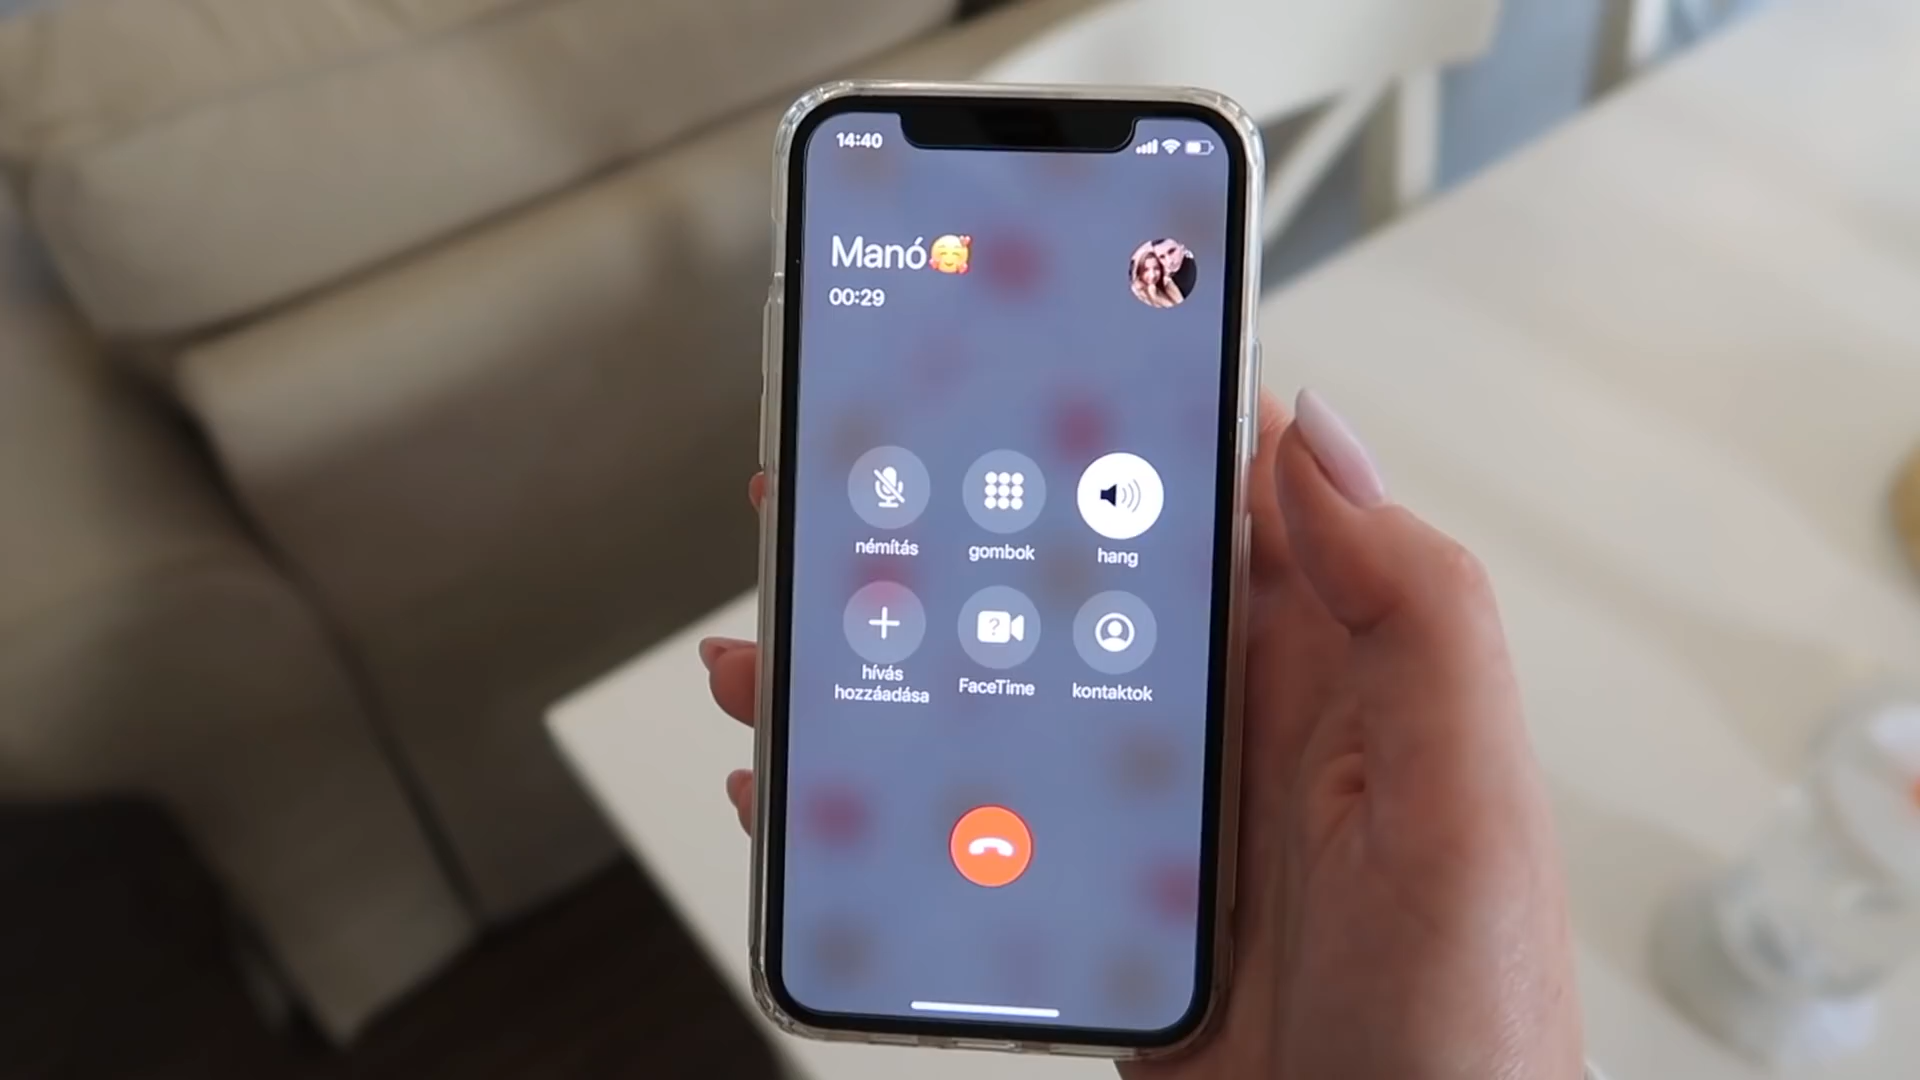 14:40
Manó🥰
00:29
némítás
gombok
hang
hívás
hozzáadása
FaceTime
kontaktok